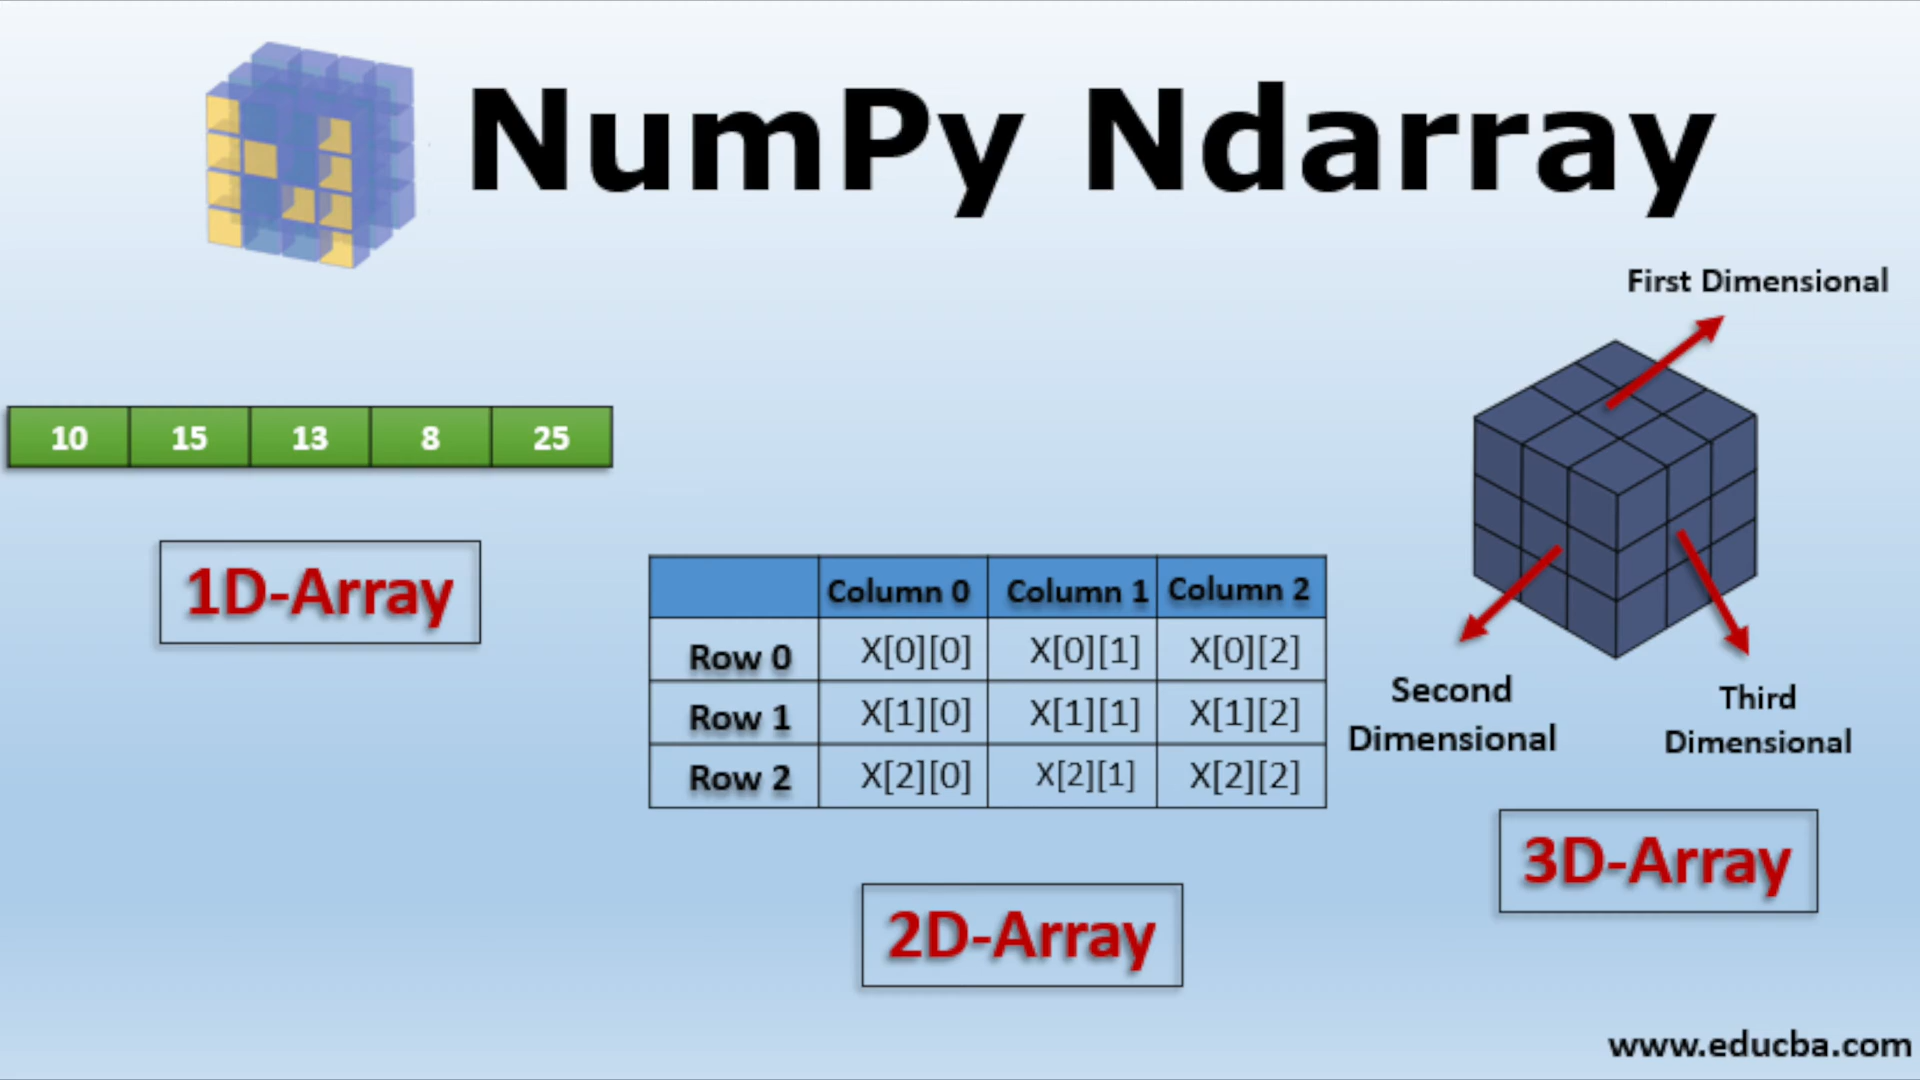 NumPy Ndarray
First Dimensional
10 15 13 8 25
1D-Array
Column 0 Column 1 Column 2
Row 0 X[0][0] X[0][1] X[0][2]
Row 1 X[1][0] X[1][1] X[1][2]
Row 2 X[2][0] X[2][1] X[2][2]
2D-Array
Second
Dimensional
Third
Dimensional
3D-Array
www.educba.com